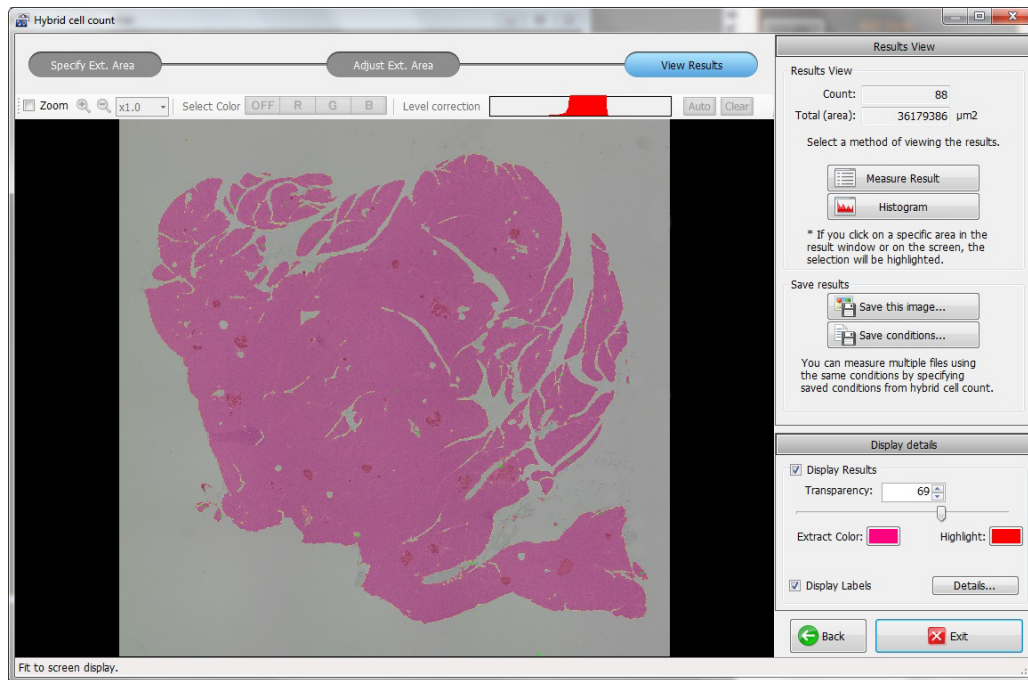 Hybrid cell count
Specify Ext. Area
Adjust Ext. Area
View Results
Zoom
x1.0
Select Color
OFF
R
G
B
Level correction
Auto
Clear
Results View
Results View
Count: 88
Total (area): 36179386 µm2
Select a method of viewing the results.
Measure Result
Histogram
* If you click on a specific area in the
result window or on the screen, the
selection will be highlighted.
Save results
Save this image...
Save conditions...
You can measure multiple files using
the same conditions by specifying
saved conditions from hybrid cell count.
Display details
Display Results
Transparency: 69
Extract Color:
Highlight:
Display Labels
Details...
Back
Exit
Fit to screen display.